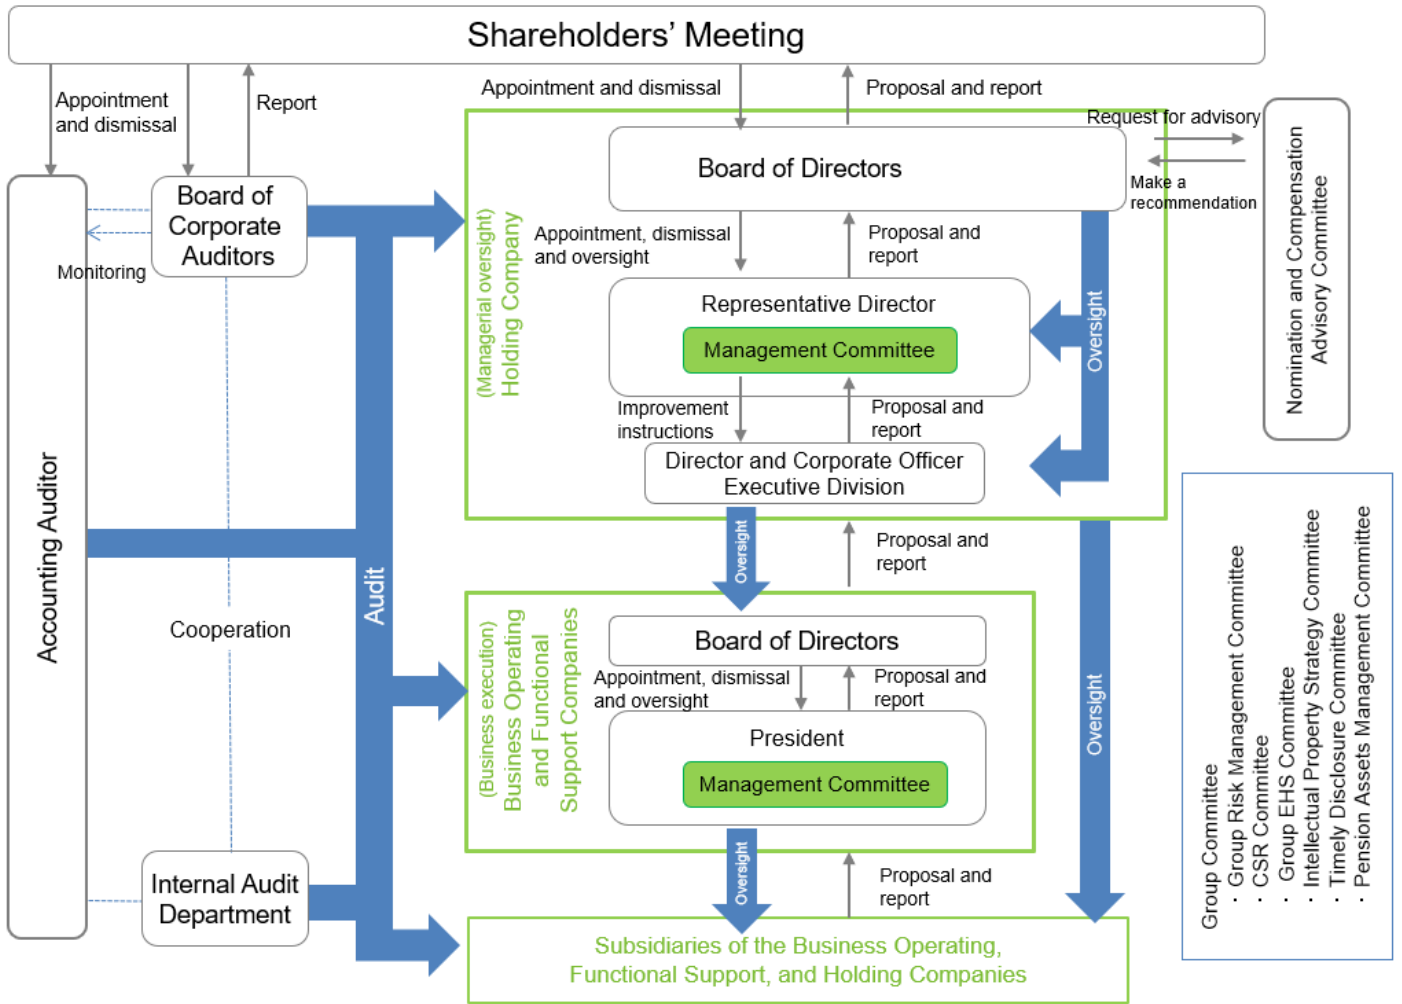 Shareholders' Meeting
Appointment
and dismissal
Report
Appointment and dismissal
Proposal and report
Request for advisory
Make a
recommendation
Nomination and Compensation
Advisory Committee
Board of
Corporate
Auditors
Monitoring
Accounting Auditor
Cooperation
Internal Audit
Department
Audit
(Managerial oversight)
Holding Company
Board of Directors
Appointment, dismissal
and oversight
Proposal and
report
Representative Director
Management Committee
Oversight
Improvement
instructions
Proposal and
report
Director and Corporate Officer
Executive Division
Oversight
Proposal and
report
(Business execution)
Business Operating
and Functional
Support Companies
Board of Directors
Appointment, dismissal
and oversight
Proposal and
report
President
Management Committee
Oversight
Oversight
Proposal and
report
Subsidiaries of the Business Operating,
Functional Support, and Holding Companies
Group Committee
・Group Risk Management Committee
・CSR Committee
・Group EHS Committee
・Intellectual Property Strategy Committee
・Timely Disclosure Committee
・Pension Assets Management Committee